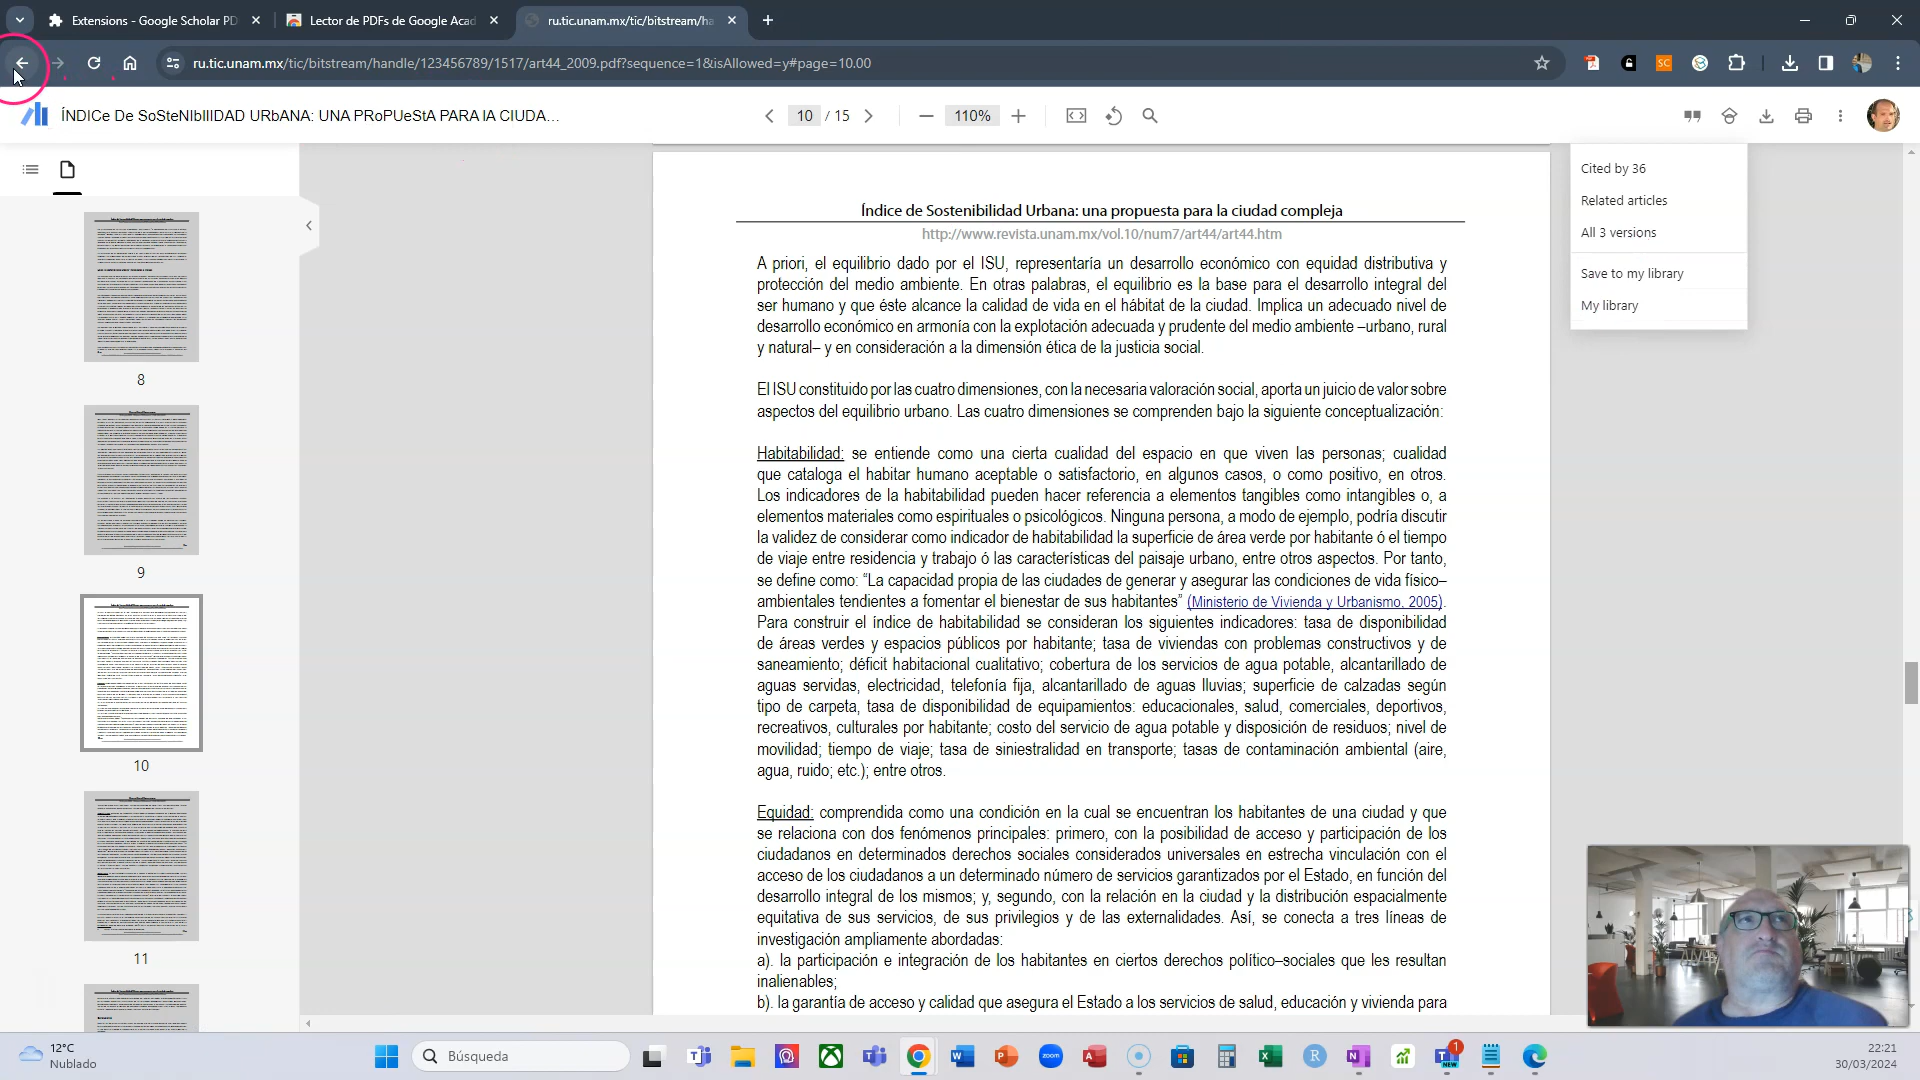 Extensions - Google Scholar PD
Lector de PDFs de Google Acad
ru.tic.unam.mx/tic/bitstream/ha
ru.tic.unam.mx/tic/bitstream/handle/123456789/1517/art44_2009.pdf?sequence=1&isAllowed=y#page=10.00
ÍNDICe De SoSteNIbIlIDAD URbANA: UNA PRoPUeStA PARA lA CIUDA...
10 / 15
110%
Cited by 36
Related articles
All 3 versions
Save to my library
My library
8
9
10
11
Índice de Sostenibilidad Urbana: una propuesta para la ciudad compleja
http://www.revista.unam.mx/vol.10/num7/art44/art44.htm
A priori, el equilibrio dado por el ISU, representaría un desarrollo económico con equidad distributiva y
protección del medio ambiente. En otras palabras, el equilibrio es la base para el desarrollo integral del
ser humano y que éste alcance la calidad de vida en el hábitat de la ciudad. Implica un adecuado nivel de
desarrollo económico en armonía con la explotación adecuada y prudente del medio ambiente –urbano, rural
y natural– y en consideración a la dimensión ética de la justicia social.
El ISU constituido por las cuatro dimensiones, con la necesaria valoración social, aporta un juicio de valor sobre
aspectos del equilibrio urbano. Las cuatro dimensiones se comprenden bajo la siguiente conceptualización:
Habitabilidad: se entiende como una cierta cualidad del espacio en que viven las personas; cualidad
que cataloga el habitar humano aceptable o satisfactorio, en algunos casos, o como positivo, en otros.
Los indicadores de la habitabilidad pueden hacer referencia a elementos tangibles como intangibles o, a
elementos materiales como espirituales o psicológicos. Ninguna persona, a modo de ejemplo, podría discutir
la validez de considerar como indicador de habitabilidad la superficie de área verde por habitante ó el tiempo
de viaje entre residencia y trabajo ó las características del paisaje urbano, entre otros aspectos. Por tanto,
se define como: “La capacidad propia de las ciudades de generar y asegurar las condiciones de vida físico–
ambientales tendientes a fomentar el bienestar de sus habitantes” (Ministerio de Vivienda y Urbanismo, 2005).
Para construir el índice de habitabilidad se consideran los siguientes indicadores: tasa de disponibilidad
de áreas verdes y espacios públicos por habitante; tasa de viviendas con problemas constructivos y de
saneamiento; déficit habitacional cualitativo; cobertura de los servicios de agua potable, alcantarillado de
aguas servidas, electricidad, telefonía fija, alcantarillado de aguas lluvias; superficie de calzadas según
tipo de carpeta, tasa de disponibilidad de equipamientos: educacionales, salud, comerciales, deportivos,
recreativos, culturales por habitante; costo del servicio de agua potable y disposición de residuos; nivel de
movilidad; tiempo de viaje; tasa de siniestralidad en transporte; tasas de contaminación ambiental (aire,
agua, ruido; etc.); entre otros.
Equidad: comprendida como una condición en la cual se encuentran los habitantes de una ciudad y que
se relaciona con dos fenómenos principales: primero, con la posibilidad de acceso y participación de los
ciudadanos en determinados derechos sociales considerados universales en estrecha vinculación con el
acceso de los ciudadanos a un determinado número de servicios garantizados por el Estado, en función del
desarrollo integral de los mismos; y, segundo, con la relación en la ciudad y la distribución espacialmente
equitativa de sus servicios, de sus privilegios y de las externalidades. Así, se conecta a tres líneas de
investigación ampliamente abordadas:
a). la participación e integración de los habitantes en ciertos derechos político–sociales que les resultan
inalienables;
b). la garantía de acceso y calidad que asegura el Estado a los servicios de salud, educación y vivienda para
12°C
Nublado
Búsqueda
zoom
1
NEW
22:21
30/03/2024